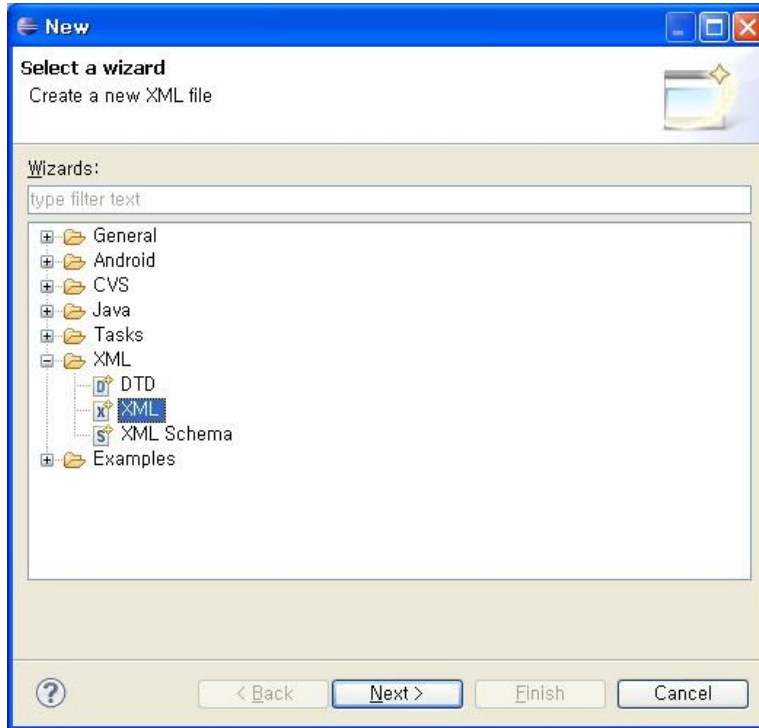 New
Select a wizard
Create a new XML file
Wizards:
type filter text
General
Android
CVS
Java
Tasks
XML
DTD
XML
XML Schema
Examples
? < Back Next > Finish Cancel